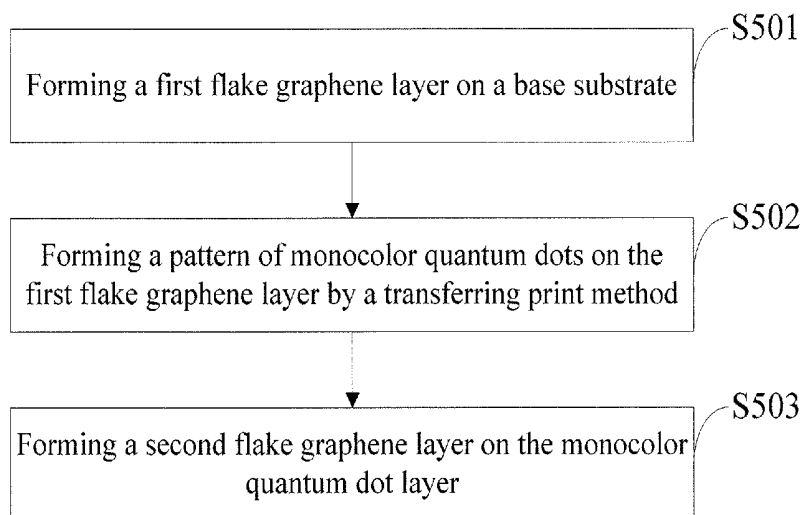 S501
Forming a first flake graphene layer on a base substrate
S502
Forming a pattern of monocolor quantum dots on the
first flake graphene layer by a transferring print method
S503
Forming a second flake graphene layer on the monocolor
quantum dot layer